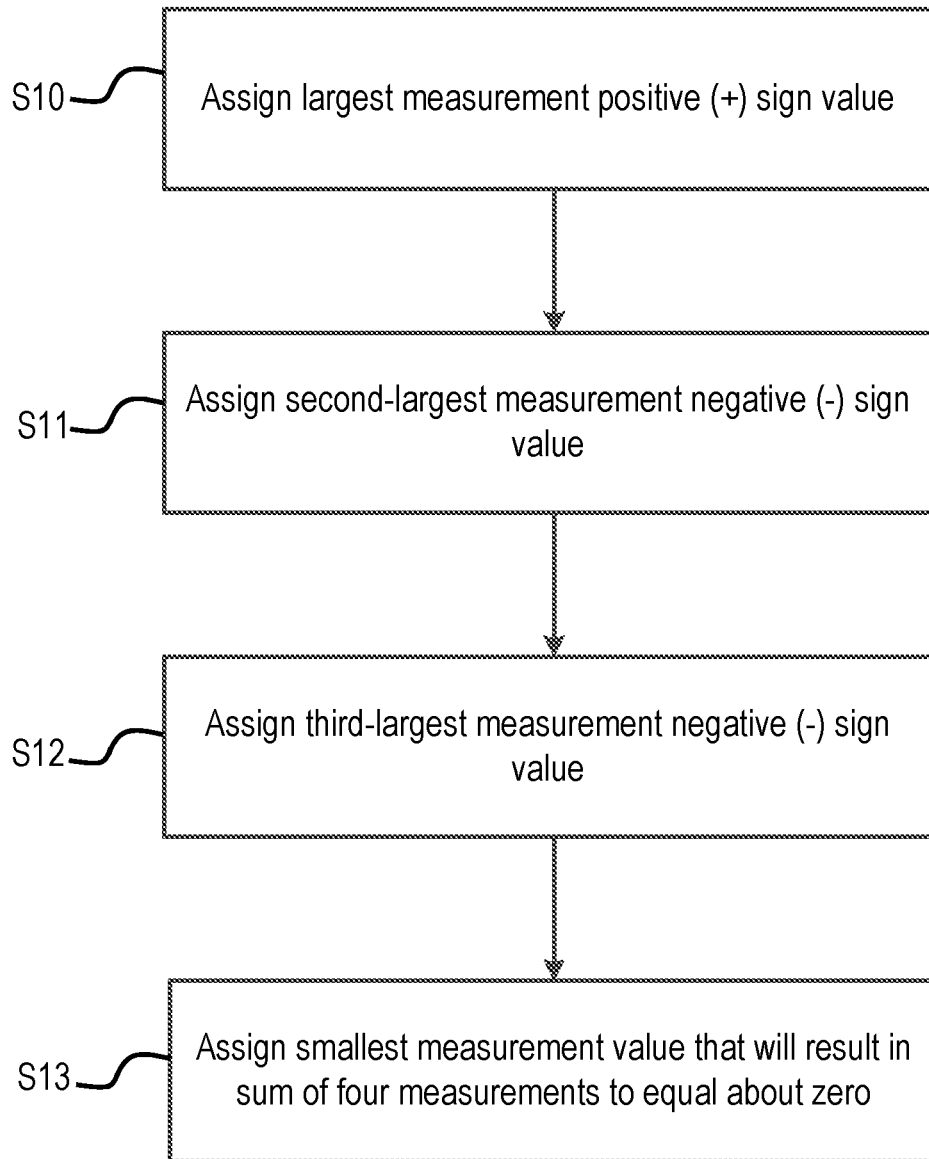 S10
Assign largest measurement positive (+) sign value
S11
Assign second-largest measurement negative (-) sign
value
S12
Assign third-largest measurement negative (-) sign
value
S13
Assign smallest measurement value that will result in
sum of four measurements to equal about zero